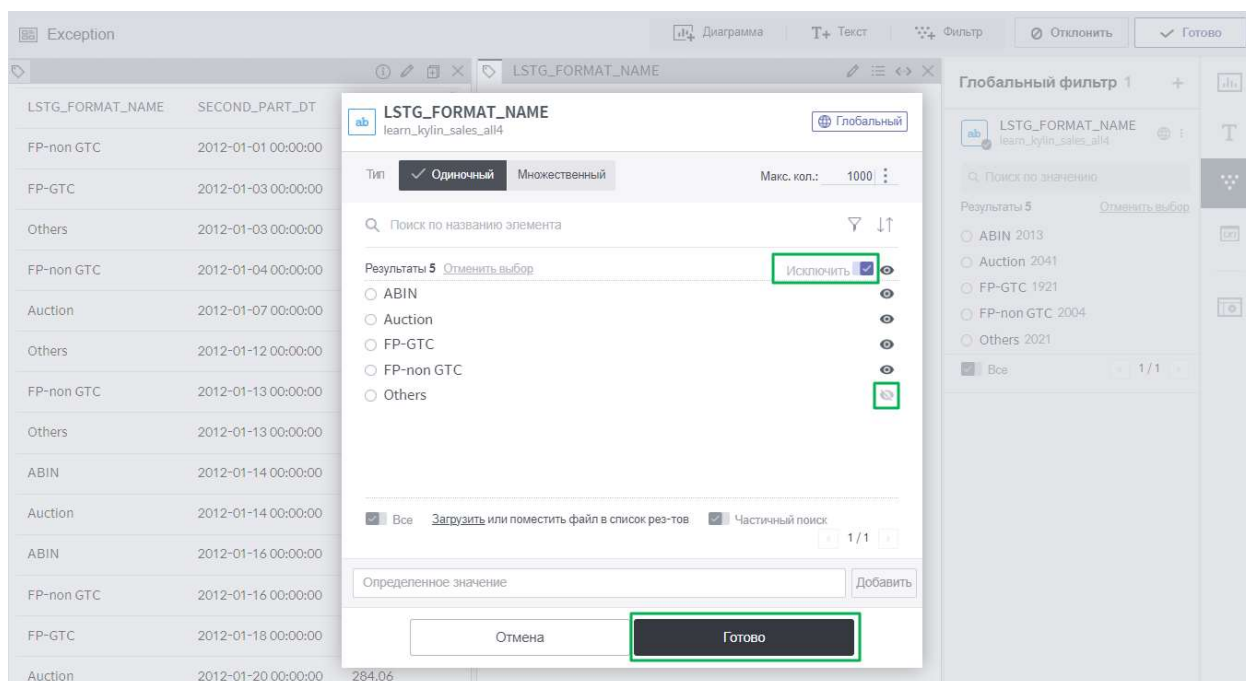 Exception
Диаграмма
T+ Текст
Фильтр
Отклонить
Готово
LSTG_FORMAT_NAME
Глобальный фильтр 1 +
LSTG_FORMAT_NAME SECOND_PART_DT
FP-non GTC 2012-01-01 00:00:00
FP-GTC 2012-01-03 00:00:00
Others 2012-01-03 00:00:00
FP-non GTC 2012-01-04 00:00:00
Auction 2012-01-07 00:00:00
Others 2012-01-12 00:00:00
FP-non GTC 2012-01-13 00:00:00
Others 2012-01-13 00:00:00
ABIN 2012-01-14 00:00:00
Auction 2012-01-14 00:00:00
ABIN 2012-01-16 00:00:00
FP-non GTC 2012-01-16 00:00:00
FP-GTC 2012-01-18 00:00:00
Auction 2012-01-20 00:00:00 284.06
ab LSTG_FORMAT_NAME
learn_kylin_sales_all4
Глобальный
Тип Одиночный Множественный Макс. кол.: 1000
Поиск по названию элемента
Результаты 5 Отменить выбор Исключить
ABIN
Auction
FP-GTC
FP-non GTC
Others
Все Загрузить или поместить файл в список рез-тов Частичный поиск
1 / 1
Определенное значение Добавить
Отмена Готово
ab LSTG_FORMAT_NAME
learn_kylin_sales_all4
Поиск по значению
Результаты 5 Отменить выбор
ABIN 2013
Auction 2041
FP-GTC 1921
FP-non GTC 2004
Others 2021
Все 1 / 1
T